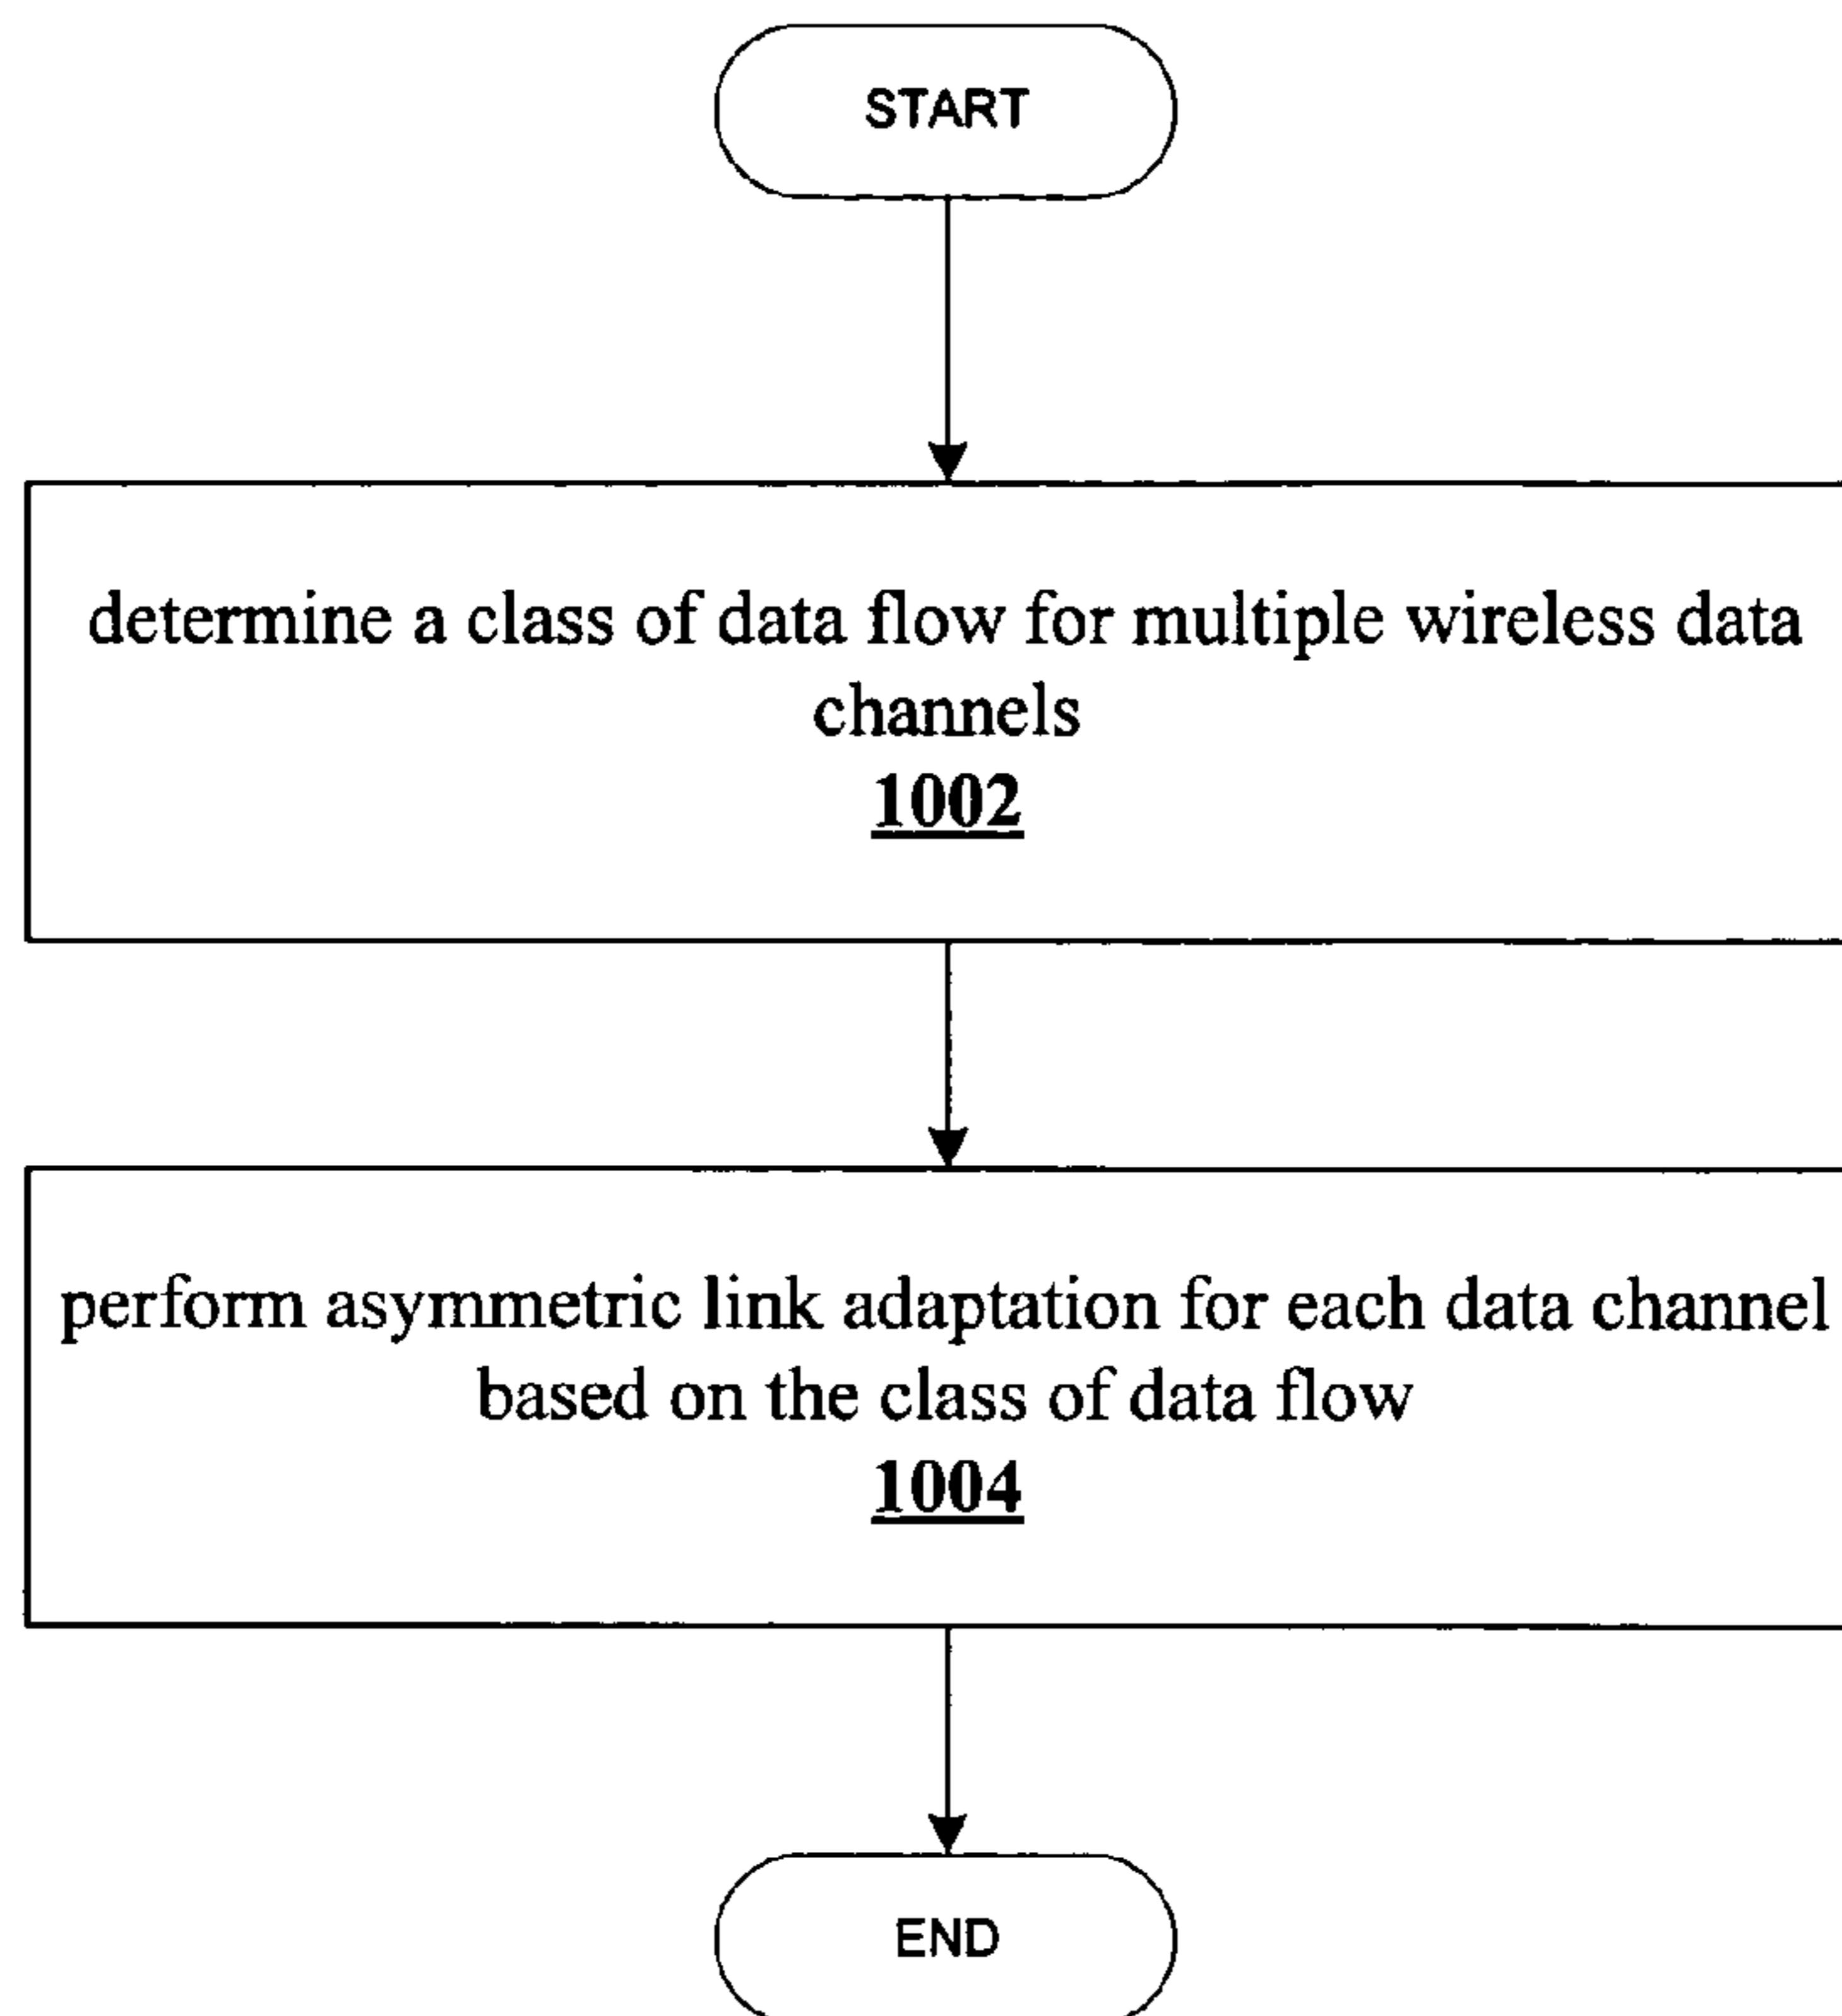 START
determine a class of data flow for multiple wireless data
channels
1002
perform asymmetric link adaptation for each data channel
based on the class of data flow
1004
END